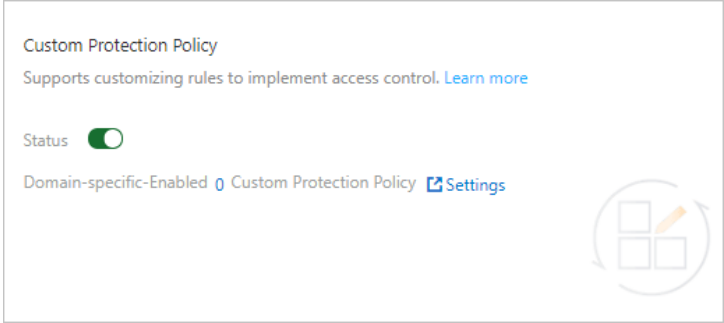 Custom Protection Policy
Supports customizing rules to implement access control. Learn more
Status
Domain-specific-Enabled 0 Custom Protection Policy Settings